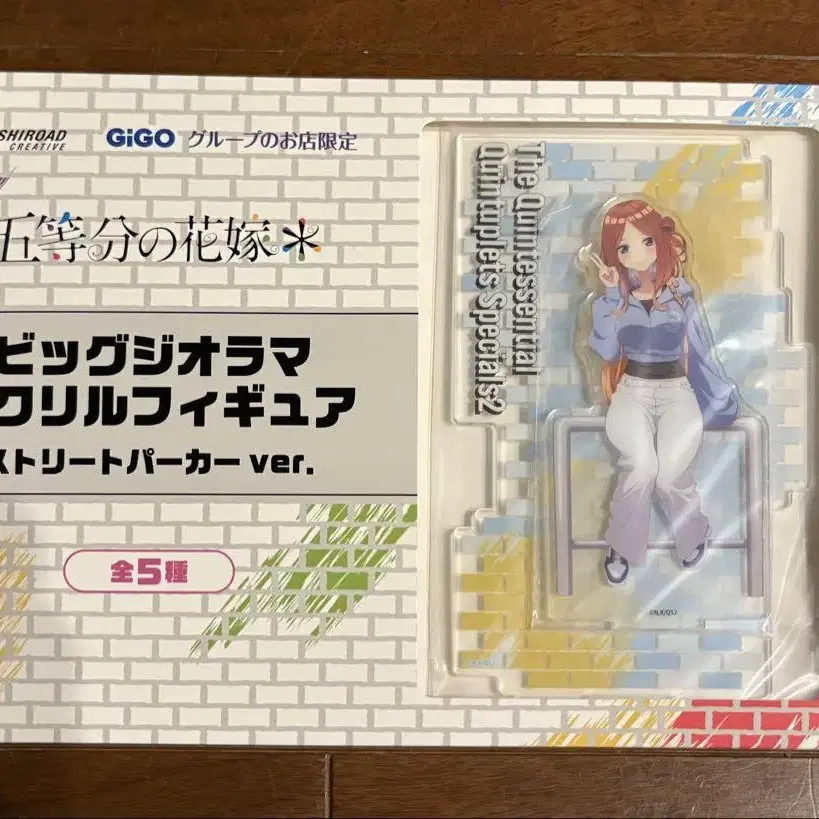 SHIROAD
CREATIVE
GiGO グループのお店限定
五等分の花嫁＊
ビッグジオラマ
クリルフィギュア
ストリートパーカー ver.
全5種
The Quintessential
Quintuplets Specials2